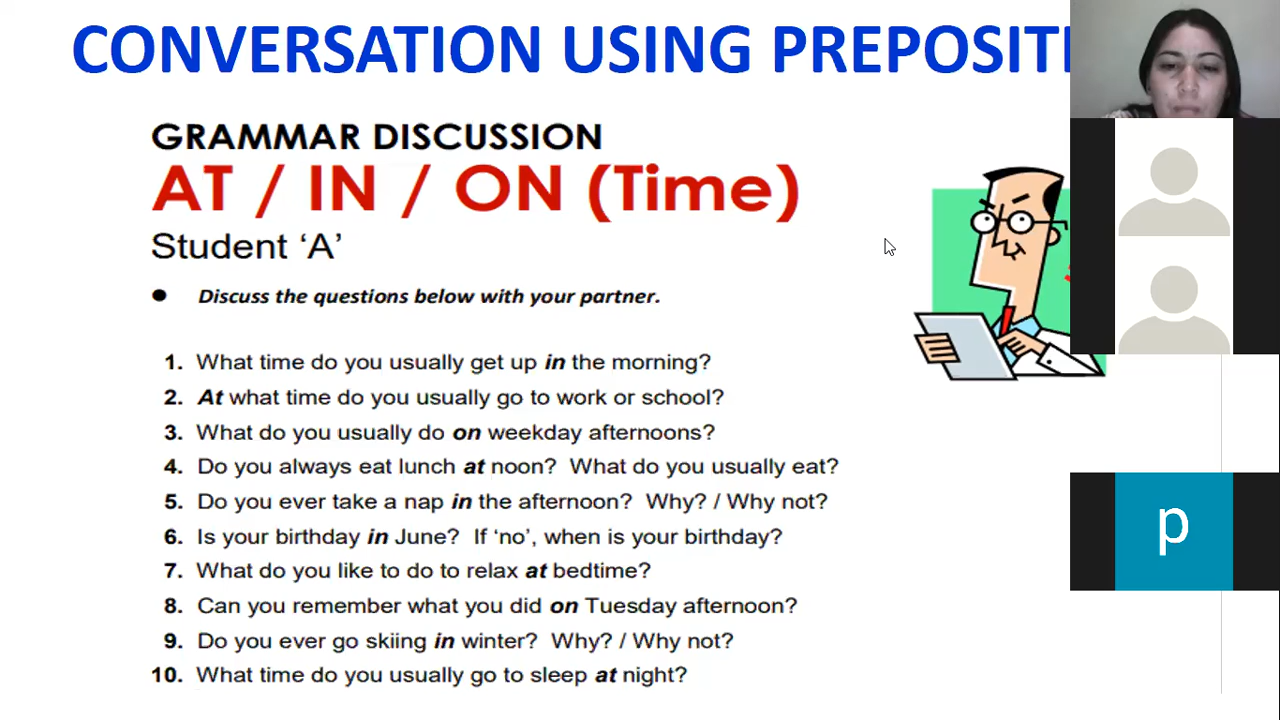 CONVERSATION USING PREPOSITI
GRAMMAR DISCUSSION
AT / IN / ON (Time)
Student ‘A’
● Discuss the questions below with your partner.
1. What time do you usually get up in the morning?
2. At what time do you usually go to work or school?
3. What do you usually do on weekday afternoons?
4. Do you always eat lunch at noon? What do you usually eat?
5. Do you ever take a nap in the afternoon? Why? / Why not?
6. Is your birthday in June? If ‘no’, when is your birthday?
7. What do you like to do to relax at bedtime?
8. Can you remember what you did on Tuesday afternoon?
9. Do you ever go skiing in winter? Why? / Why not?
10. What time do you usually go to sleep at night?
p